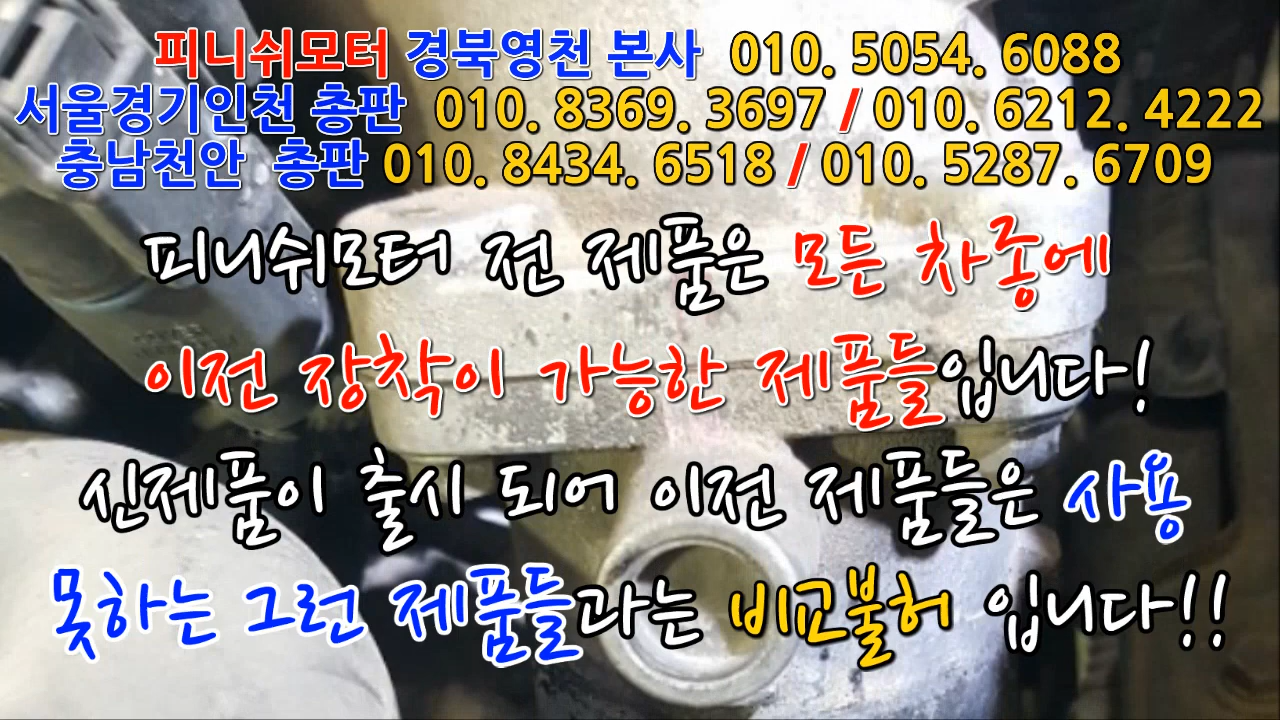 피니쉬모터 경북영천 본사 010. 5054. 6088
서울경기인천 총판 010. 8369. 3697 / 010. 6212. 4222
충남천안 총판 010. 8434. 6518 / 010. 5287. 6709
피니쉬모터 전 제품은 모든 차종에
이전 장착이 가능한 제품들입니다!
신제품이 출시 되어 이전 제품들은 사용
못하는 그런 제품들과는 비교불허 입니다!!